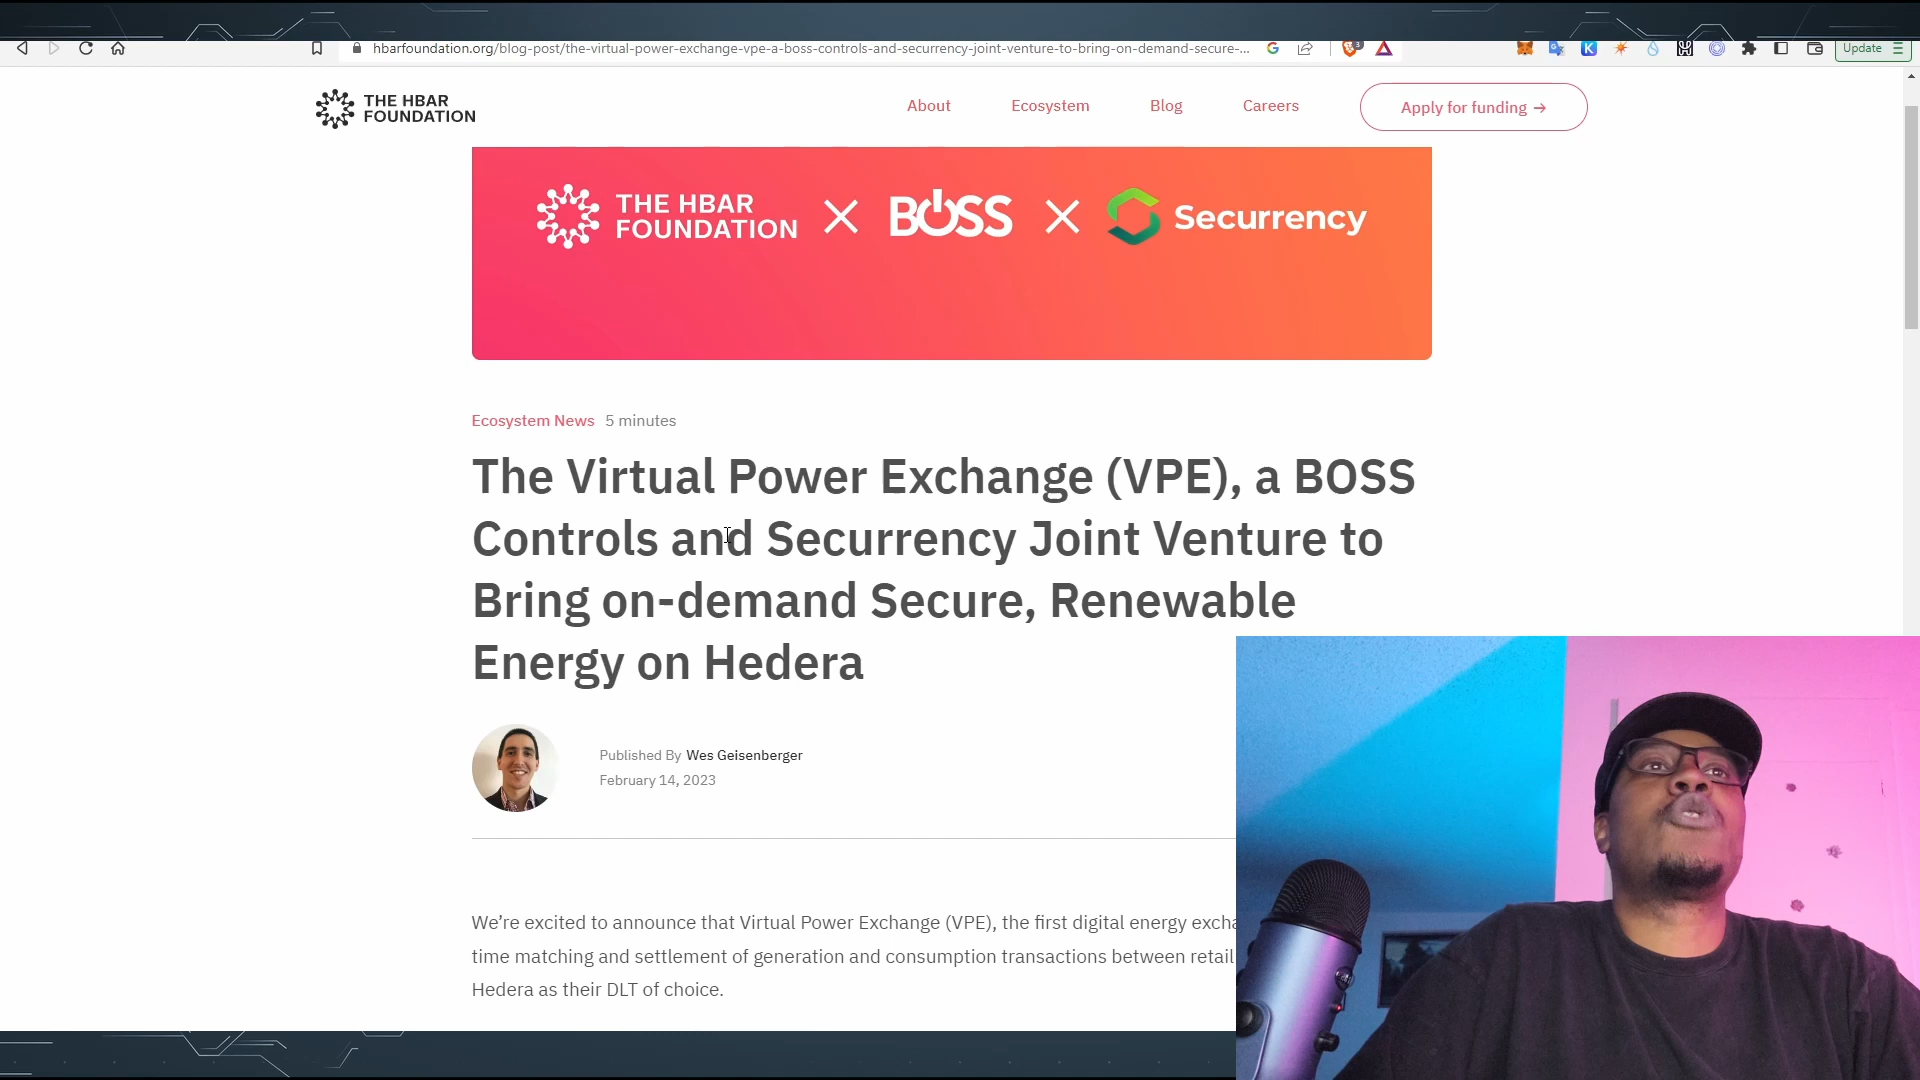 hbarfoundation.org/blog-post/the-virtual-power-exchange-vpe-a-boss-controls-and-securrency-joint-venture-to-bring-on-demand-secure-...
Update
THE HBAR
FOUNDATION
About
Ecosystem
Blog
Careers
Apply for funding →
THE HBAR
FOUNDATION
BOSS
Securrency
Ecosystem News 5 minutes
The Virtual Power Exchange (VPE), a BOSS
Controls and Securrency Joint Venture to
Bring on-demand Secure, Renewable
Energy on Hedera
Published By Wes Geisenberger
February 14, 2023
We’re excited to announce that Virtual Power Exchange (VPE), the first digital energy excha
time matching and settlement of generation and consumption transactions between retail
Hedera as their DLT of choice.